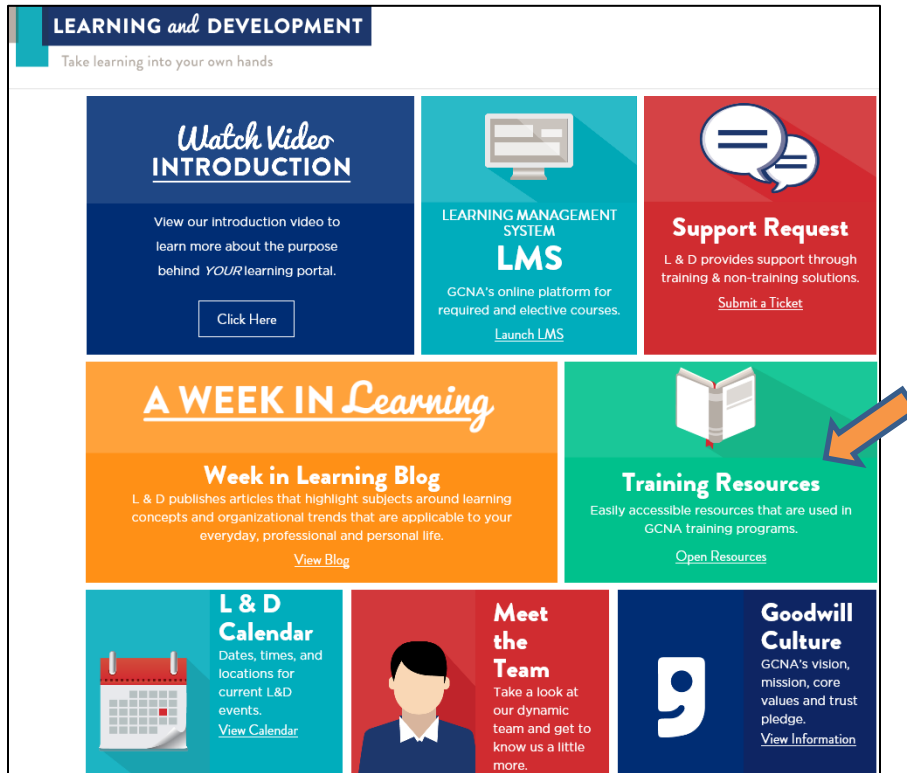 LEARNING and DEVELOPMENT
Take learning into your own hands
Watch Video
INTRODUCTION
View our introduction video to
learn more about the purpose
behind YOUR learning portal.
Click Here
LEARNING MANAGEMENT
SYSTEM
LMS
GCNA's online platform for
required and elective courses.
Launch LMS
Support Request
L & D provides support through
training & non-training solutions.
Submit a Ticket
A WEEK IN Learning
Week in Learning Blog
L & D publishes articles that highlight subjects around learning
concepts and organizational trends that are applicable to your
everyday, professional and personal life.
View Blog
Training Resources
Easily accessible resources that are used in
GCNA training programs.
Open Resources
L & D
Calendar
Dates, times, and
locations for
current L&D
events.
View Calendar
Meet
the
Team
Take a look at
our dynamic
team and get to
know us a little
more.
Goodwill
Culture
GCNA's vision,
mission, core
values and trust
pledge.
View Information